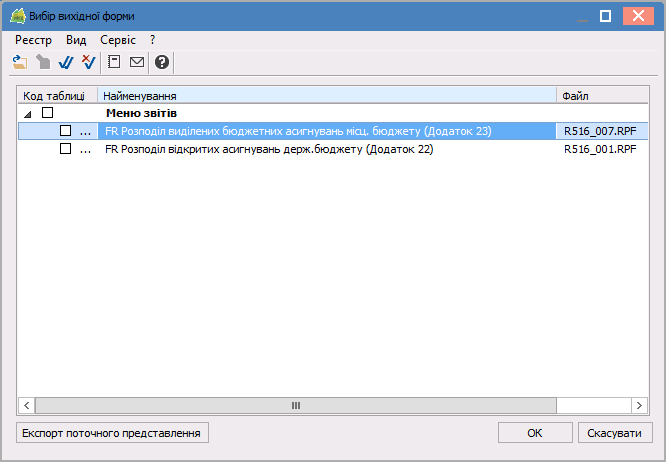 Вибір вихідної форми
Реєстр Вид Сервіс ?
Код таблиці Найменування Файл
Меню звітів
... FR Розподіл виділених бюджетних асигнувань місц. бюджету (Додаток 23) R516_007.RPF
... FR Розподіл відкритих асигнувань держ.бюджету (Додаток 22) R516_001.RPF
Експорт поточного представлення OK Скасувати